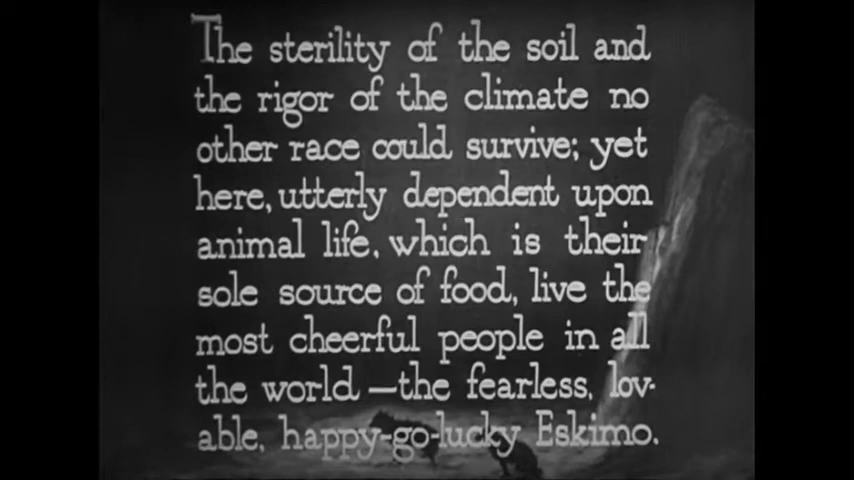 The sterility of the soil and
the rigor of the climate no
other race could survive; yet
here, utterly dependent upon
animal life, which is their
sole source of food, live the
most cheerful people in all
the world—the fearless, lov-
able, happy-go-lucky Eskimo.